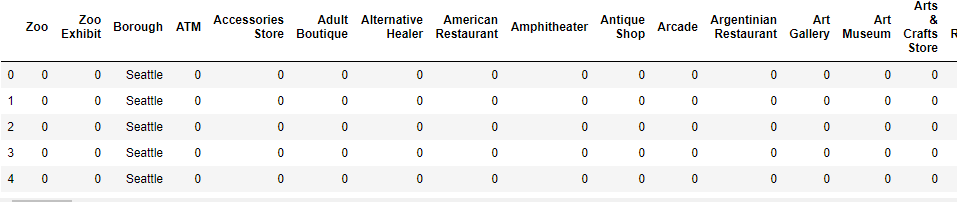 Zoo Zoo Exhibit Borough ATM Accessories Store Adult Boutique Alternative Healer American Restaurant Amphitheater Antique Shop Arcade Argentinian Restaurant Art Gallery Art Museum Arts & Crafts Store R
0 0 0 Seattle 0 0 0 0 0 0 0 0 0 0 0 0
1 0 0 Seattle 0 0 0 0 0 0 0 0 0 0 0 0
2 0 0 Seattle 0 0 0 0 0 0 0 0 0 0 0 0
3 0 0 Seattle 0 0 0 0 0 0 0 0 0 0 0 0
4 0 0 Seattle 0 0 0 0 0 0 0 0 0 0 0 0